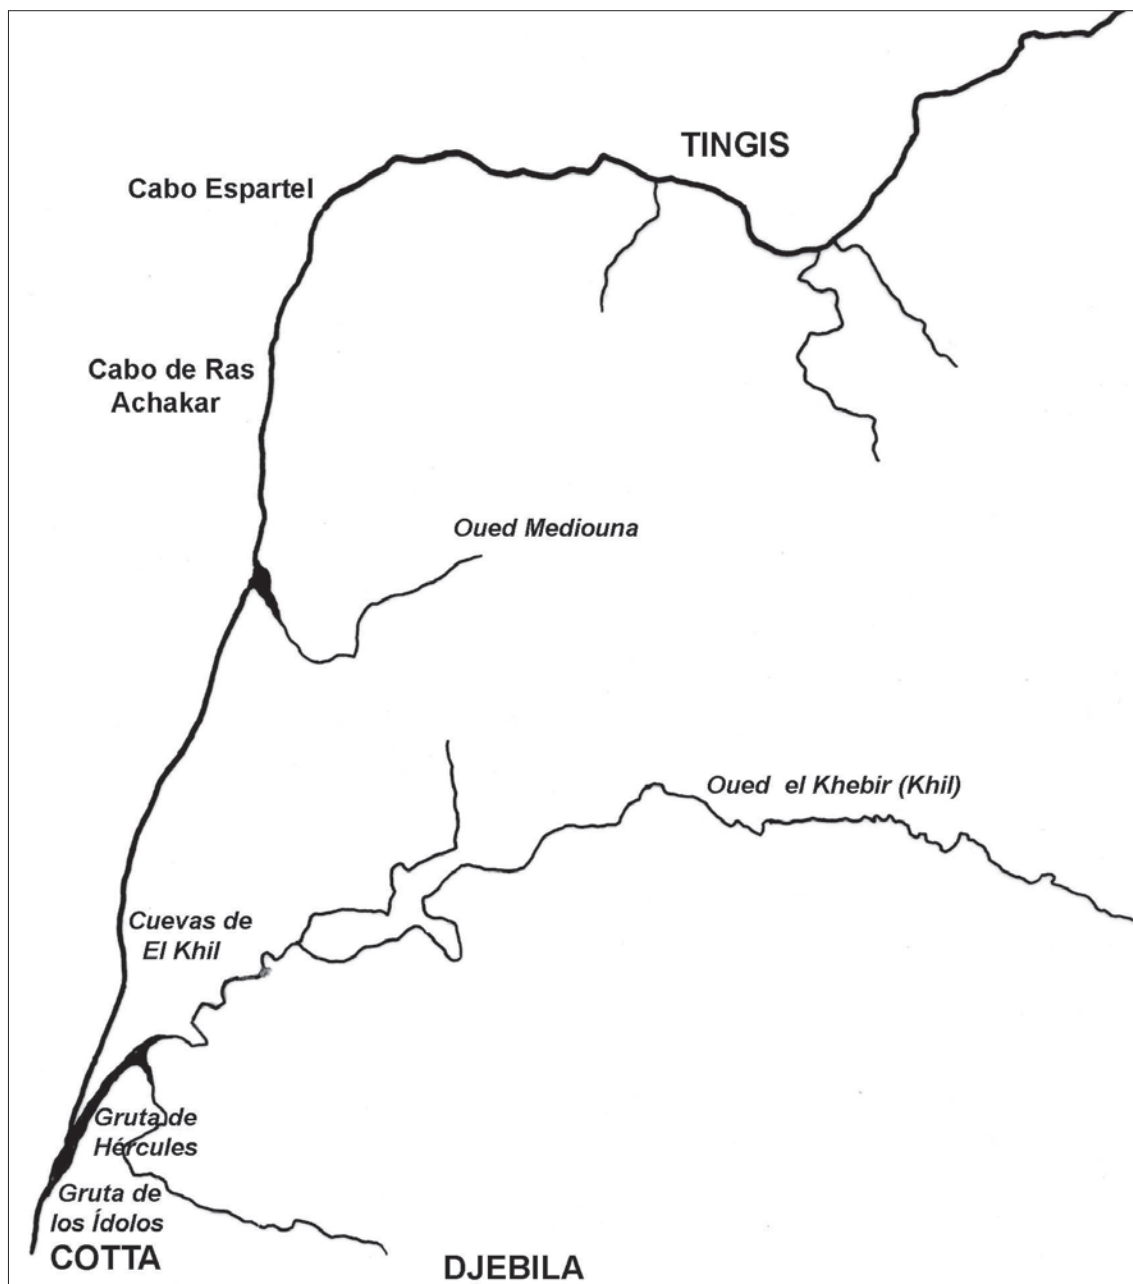 TINGIS
Cabo Espartel
Cabo de Ras
Achakar
Oued Mediouna
Oued el Khebir (Khil)
Cuevas de
El Khil
Gruta de
Hércules
Gruta de
los Ídolos
COTTA
DJEBILA